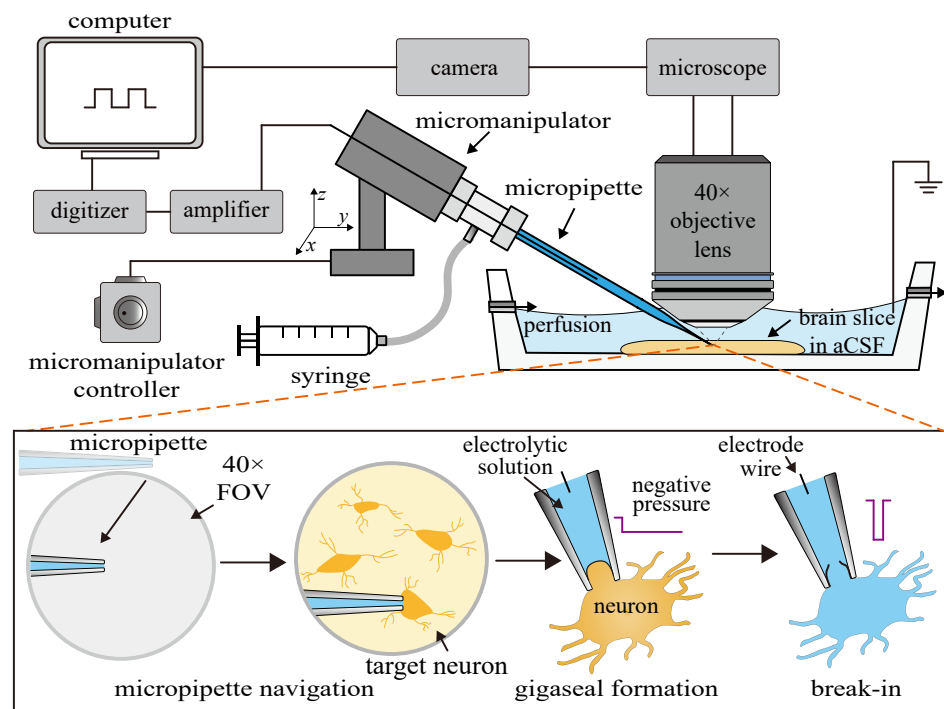 computer
camera
microscope
micromanipulator
micropipette
digitizer
amplifier
z
y
x
40×
objective
lens
perfusion
brain slice
in aCSF
micromanipulator
controller
syringe
micropipette
40×
FOV
electrolytic
solution
negative
pressure
electrode
wire
neuron
target neuron
micropipette navigation
gigaseal formation
break-in